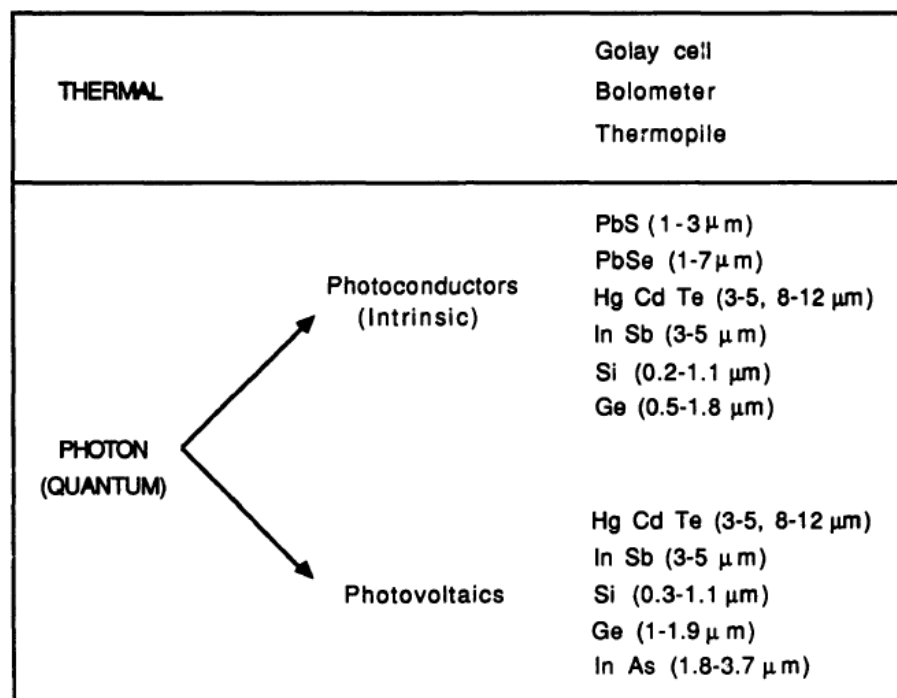 THERMAL
Golay cell
Bolometer
Thermopile
PHOTON
(QUANTUM)
Photoconductors
(Intrinsic)
PbS (1-3 μm)
PbSe (1-7 μm)
Hg Cd Te (3-5, 8-12 μm)
In Sb (3-5 μm)
Si (0.2-1.1 μm)
Ge (0.5-1.8 μm)
Photovoltaics
Hg Cd Te (3-5, 8-12 μm)
In Sb (3-5 μm)
Si (0.3-1.1 μm)
Ge (1-1.9 μm)
In As (1.8-3.7 μm)